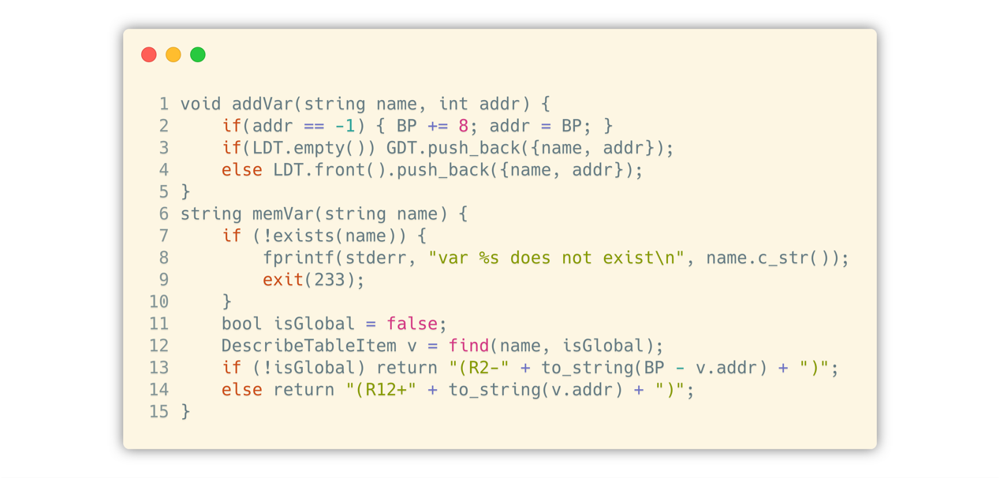 1 void addVar(string name, int addr) {
2     if(addr == -1) { BP += 8; addr = BP; }
3     if(LDT.empty()) GDT.push_back({name, addr});
4     else LDT.front().push_back({name, addr});
5 }
6 string memVar(string name) {
7     if (!exists(name)) {
8         fprintf(stderr, "var %s does not exist\n", name.c_str());
9         exit(233);
10     }
11     bool isGlobal = false;
12     DescribeTableItem v = find(name, isGlobal);
13     if (!isGlobal) return "(R2-" + to_string(BP - v.addr) + ")";
14     else return "(R12+" + to_string(v.addr) + ")";
15 }